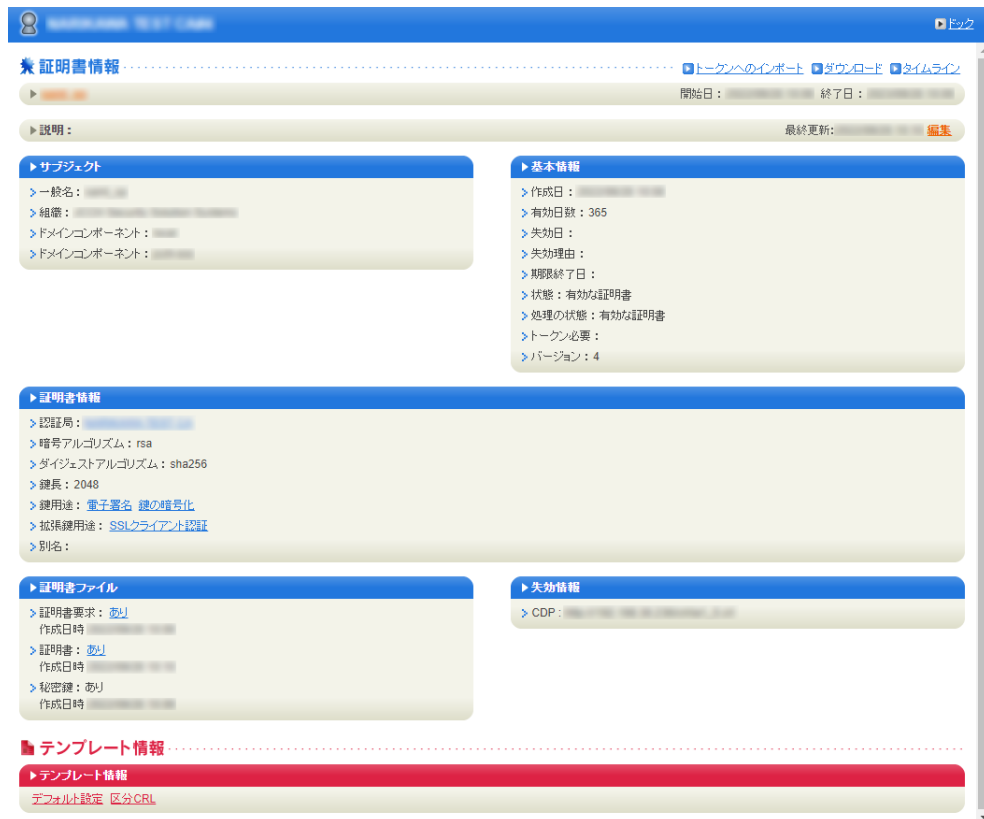 ドック
証明書情報
トークンへのインポート ダウンロード タイムライン
開始日： 終了日：
説明：
最終更新: 編集
サブジェクト
一般名：
組織：
ドメインコンポーネント：
ドメインコンポーネント：
基本情報
作成日：
有効日数：365
失効日：
失効理由：
期限終了日：
状態：有効な証明書
処理の状態：有効な証明書
トークン必要：
バージョン：4
証明書情報
認証局：
暗号アルゴリズム：rsa
ダイジェストアルゴリズム：sha256
鍵長：2048
鍵用途： 電子署名 鍵の暗号化
拡張鍵用途： SSLクライアント認証
別名：
証明書ファイル
証明書要求： あり
作成日時
証明書： あり
作成日時
秘密鍵：あり
作成日時
失効情報
CDP :
テンプレート情報
テンプレート情報
デフォルト設定 区分CRL